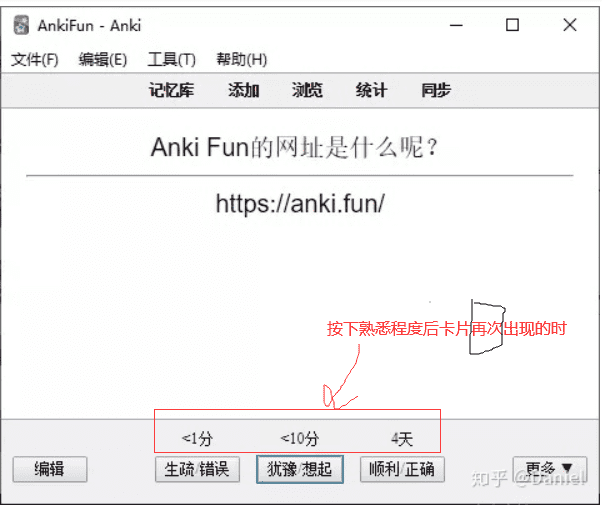 AnkiFun - Anki
文件(F) 编辑(E) 工具(T) 帮助(H)
记忆库 添加 浏览 统计 同步
Anki Fun的网址是什么呢？
https://anki.fun/
按下熟悉程度后卡片再次出现的时
<1分 <10分 4天
编辑 生疏/错误 犹豫/想起 顺利/正确 更多 ▼
知乎 @Daniel